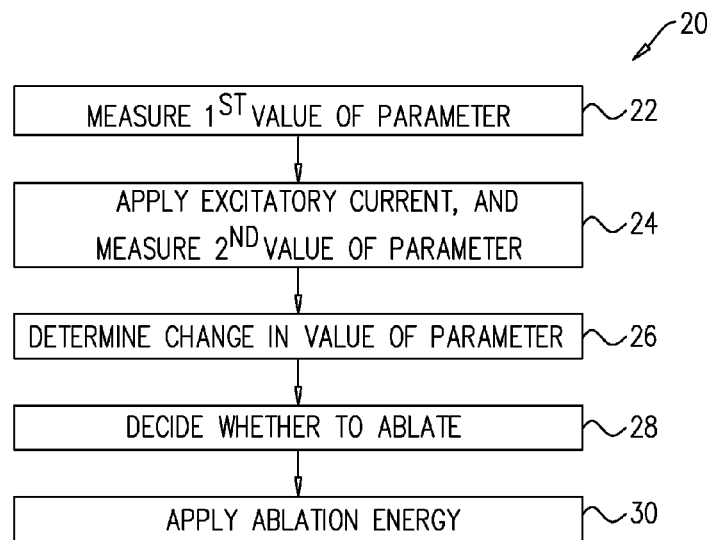 20
MEASURE 1ST VALUE OF PARAMETER
22
APPLY EXCITATORY CURRENT, AND
MEASURE 2ND VALUE OF PARAMETER
24
DETERMINE CHANGE IN VALUE OF PARAMETER
26
DECIDE WHETHER TO ABLATE
28
APPLY ABLATION ENERGY
30